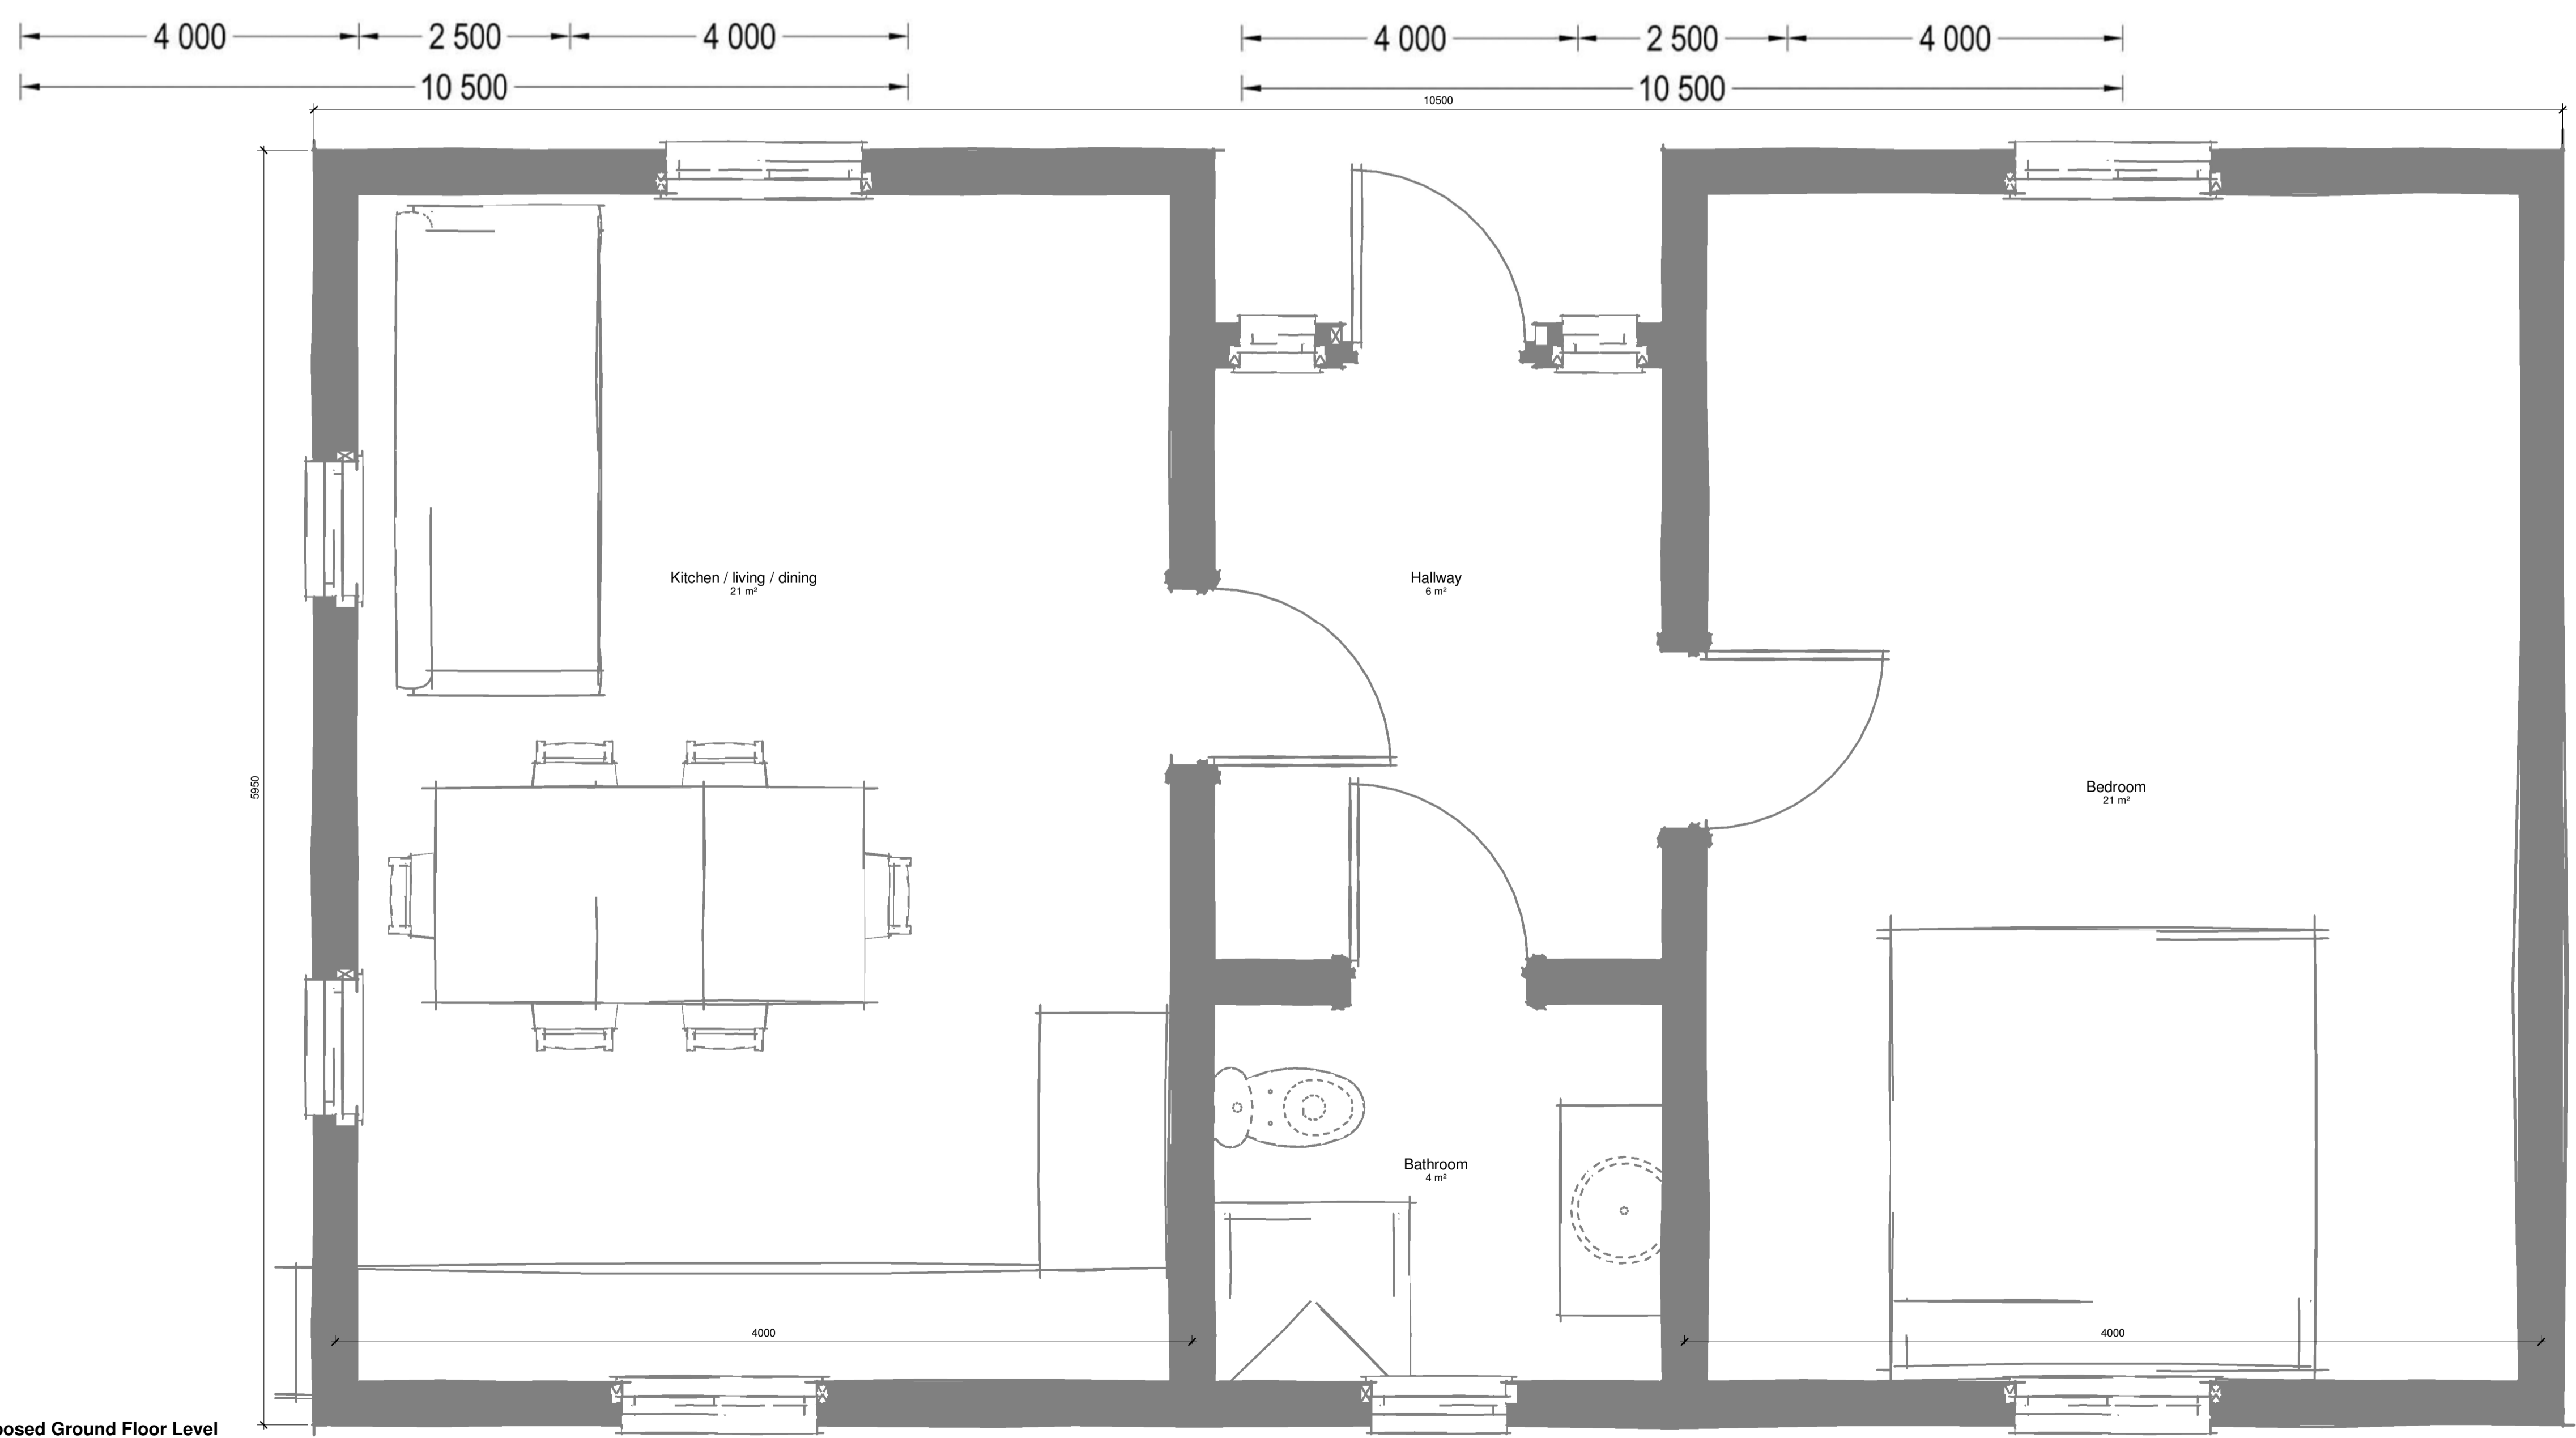 4 000 2 500 4 000 4 000 2 500 4 000
10 500 10 500
10500
Kitchen / living / dining
21 m²
Hallway
6 m²
5950
Bedroom
21 m²
Bathroom
4 m²
4000 4000
posed Ground Floor Level